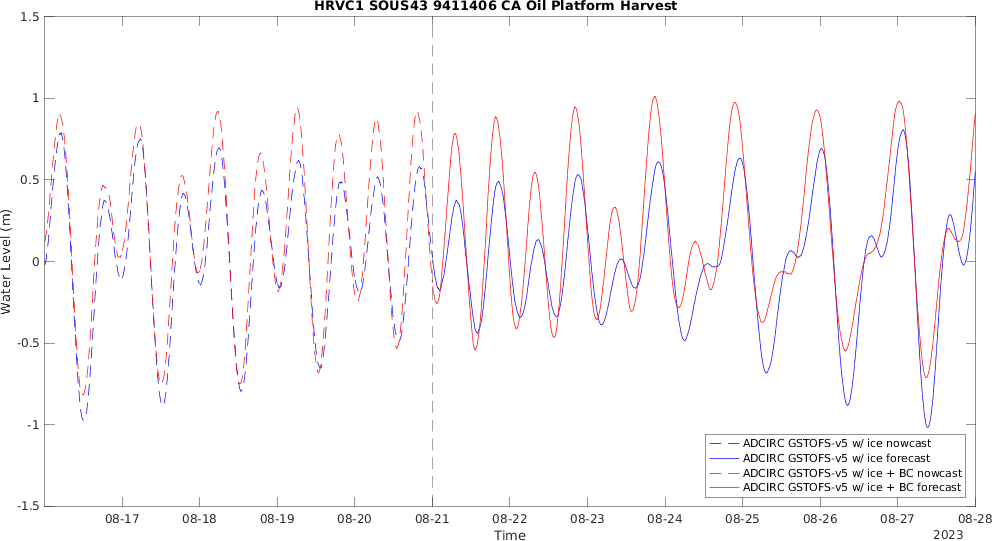 HRVC1 SOUS43 9411406 CA Oil Platform Harvest
Water Level (m)
1.5
1
0.5
0
-0.5
-1
-1.5
ADCIRC GSTOFS-v5 w/ ice nowcast
ADCIRC GSTOFS-v5 w/ ice forecast
ADCIRC GSTOFS-v5 w/ ice + BC nowcast
ADCIRC GSTOFS-v5 w/ ice + BC forecast
08-17 08-18 08-19 08-20 08-21 08-22 08-23 08-24 08-25 08-26 08-27 08-28
Time
2023